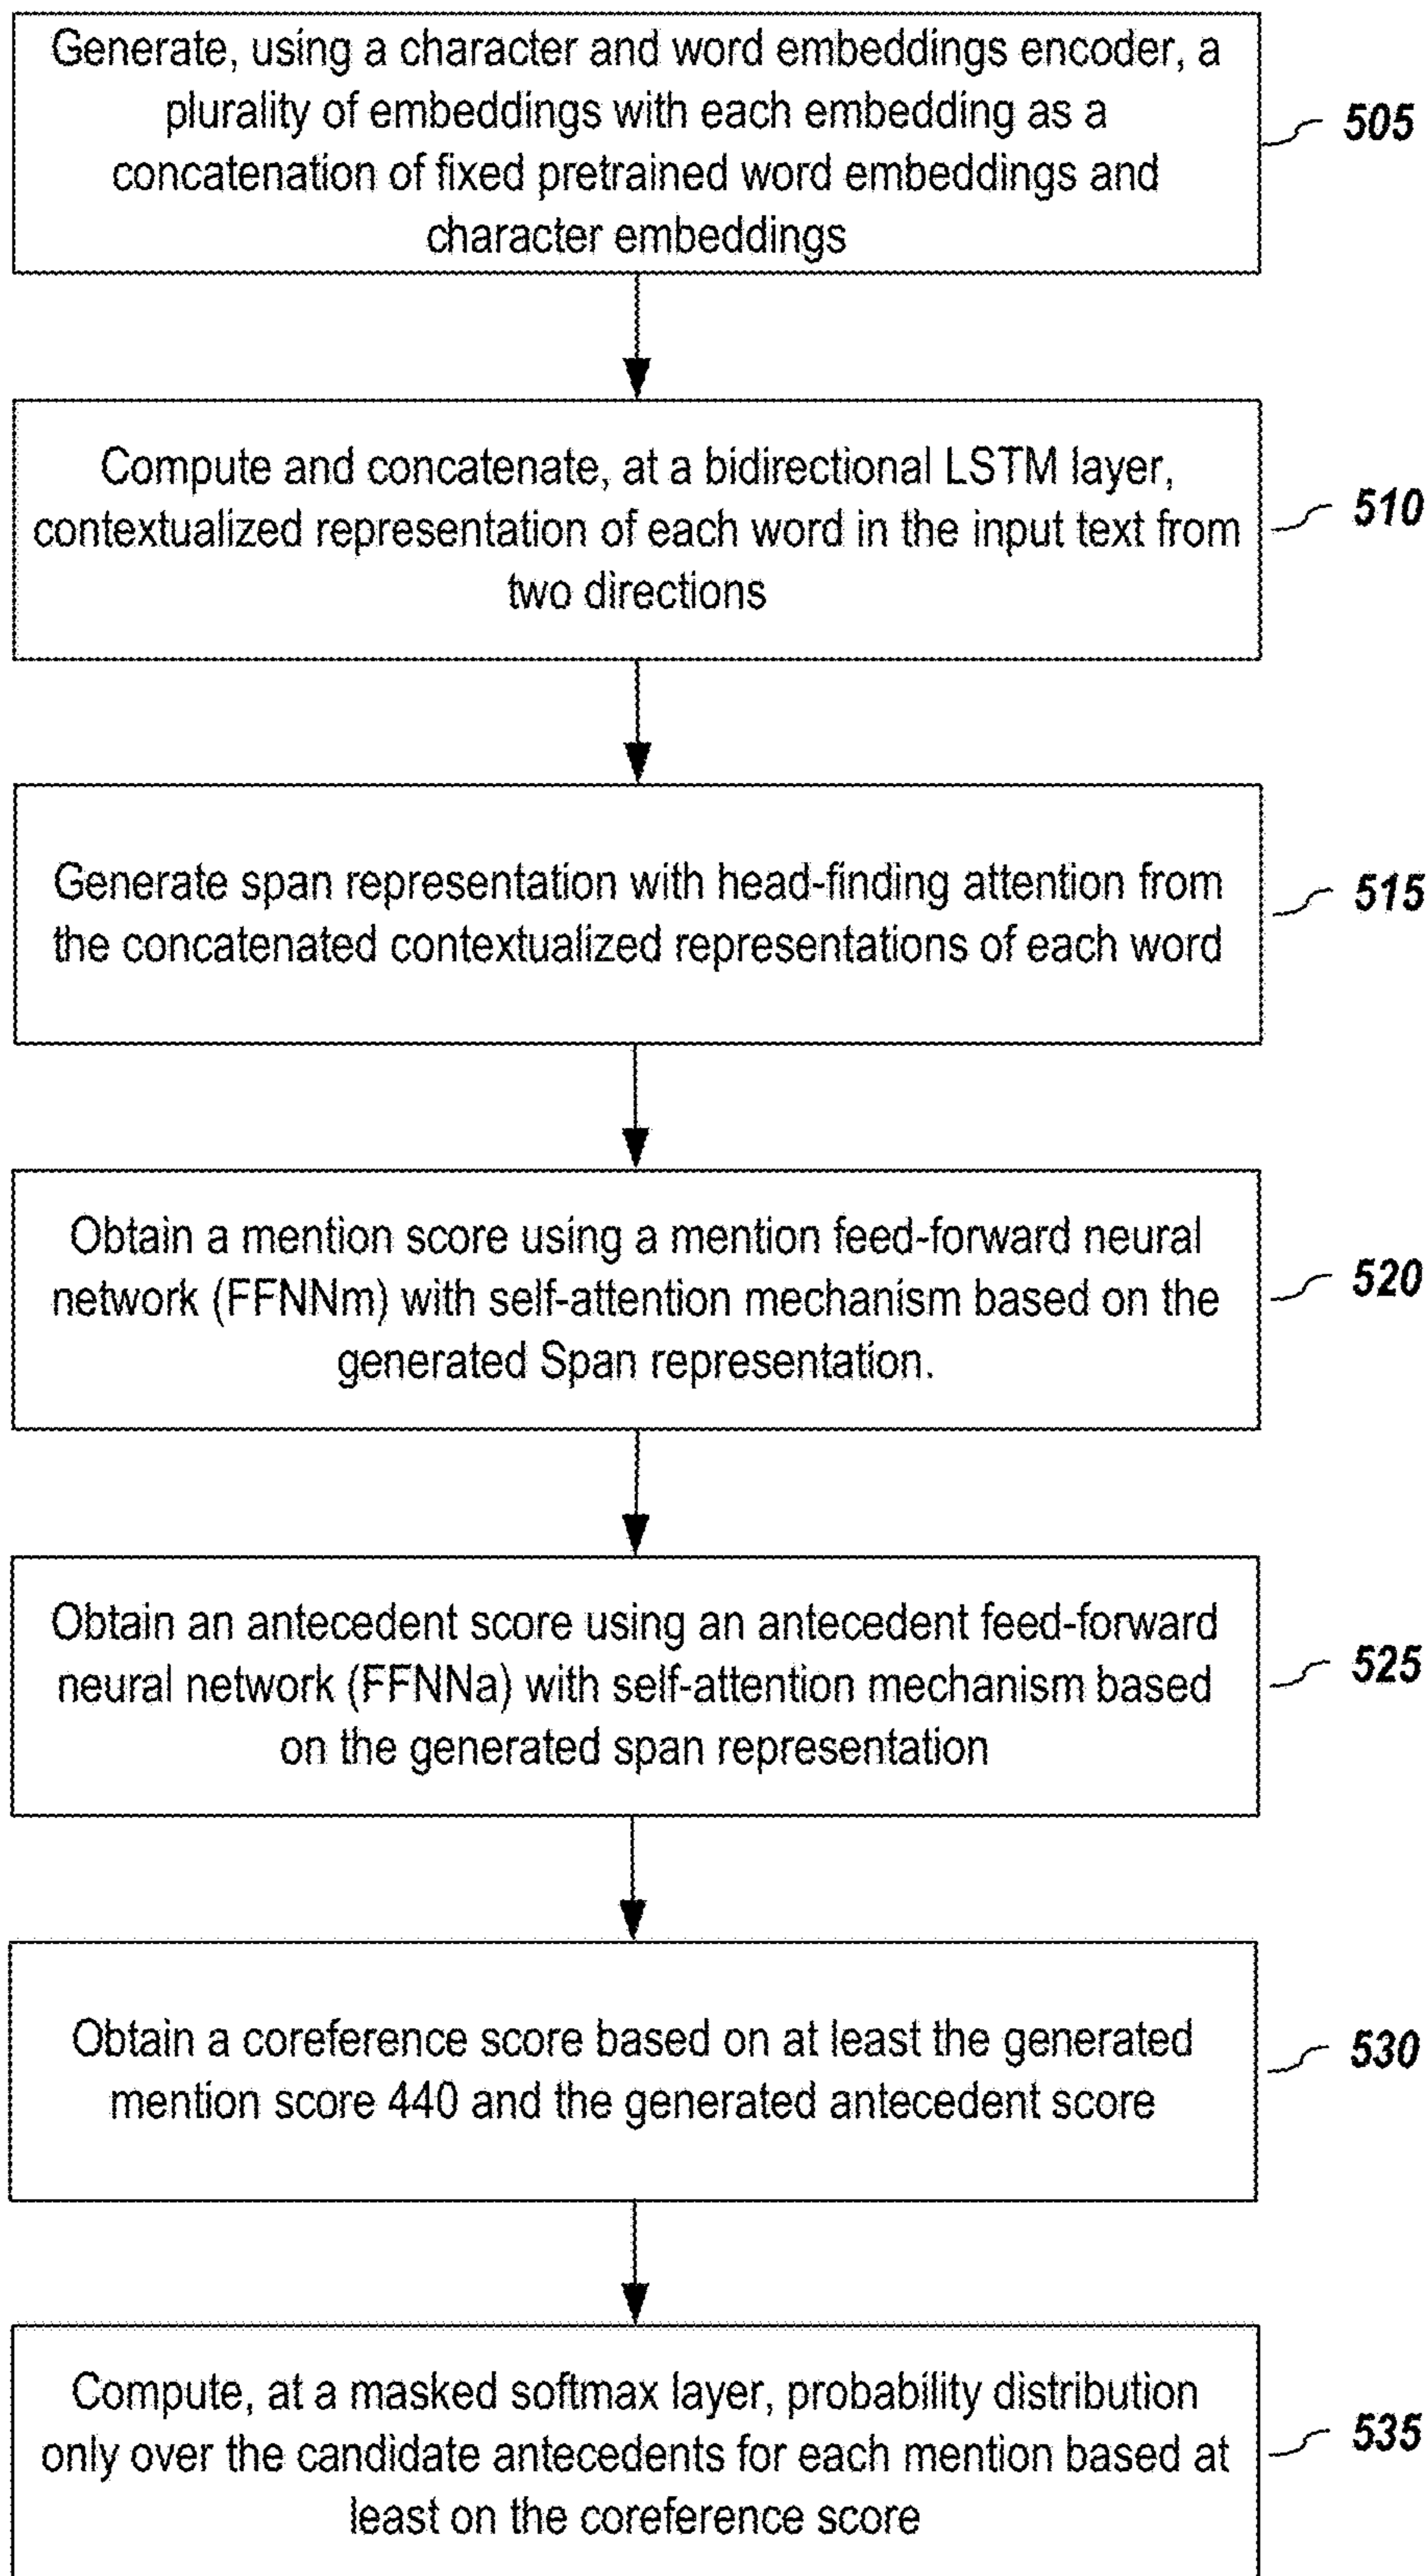 Generate, using a character and word embeddings encoder, a
plurality of embeddings with each embedding as a
concatenation of fixed pretrained word embeddings and
character embeddings
505
Compute and concatenate, at a bidirectional LSTM layer,
contextualized representation of each word in the input text from
two directions
510
Generate span representation with head-finding attention from
the concatenated contextualized representations of each word
515
Obtain a mention score using a mention feed-forward neural
network (FFNNm) with self-attention mechanism based on the
generated Span representation.
520
Obtain an antecedent score using an antecedent feed-forward
neural network (FFNNa) with self-attention mechanism based
on the generated span representation
525
Obtain a coreference score based on at least the generated
mention score 440 and the generated antecedent score
530
Compute, at a masked softmax layer, probability distribution
only over the candidate antecedents for each mention based at
least on the coreference score
535